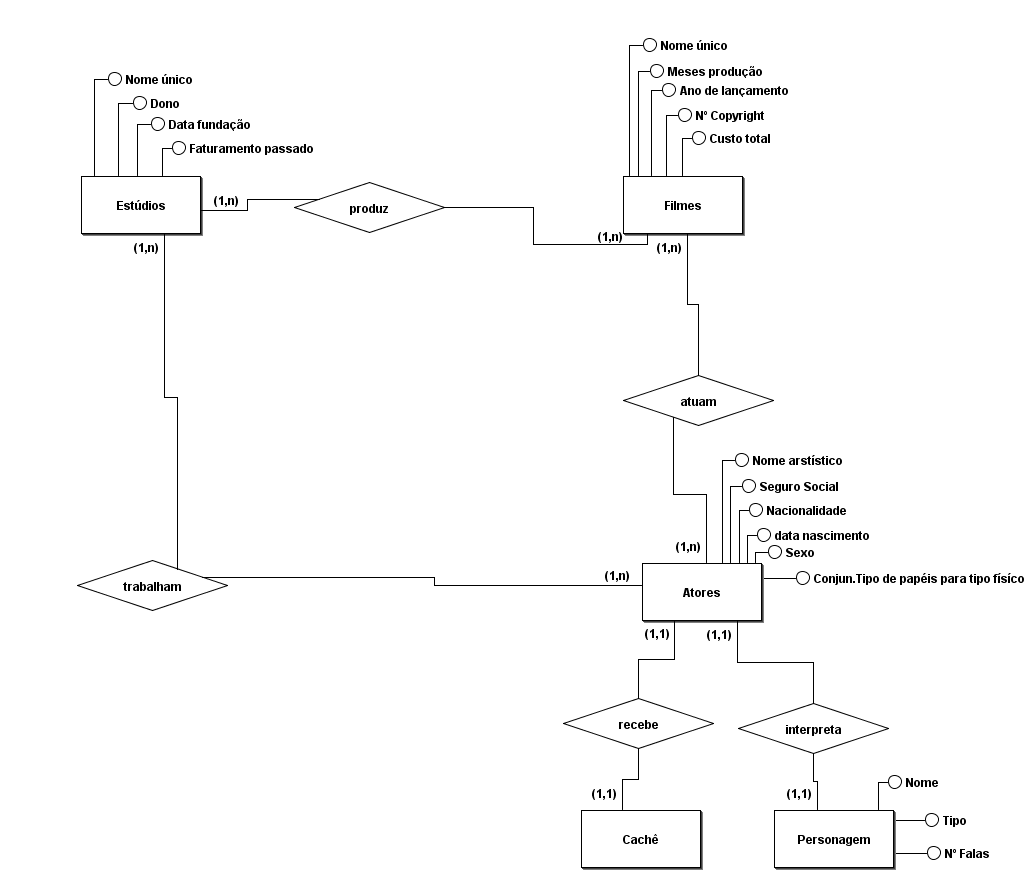 Nome único
Dono
Data fundação
Faturamento passado
Estúdios
(1,n)
(1,n)
produz
Nome único
Meses produção
Ano de lançamento
Nº Copyright
Custo total
Filmes
(1,n)
(1,n)
atuam
Nome arstístico
Seguro Social
Nacionalidade
data nascimento
Sexo
Conjun.Tipo de papéis para tipo físico
(1,n)
(1,n)
Atores
trabalham
(1,1)
(1,1)
recebe
interpreta
(1,1)
(1,1)
Cachê
Personagem
Nome
Tipo
Nº Falas